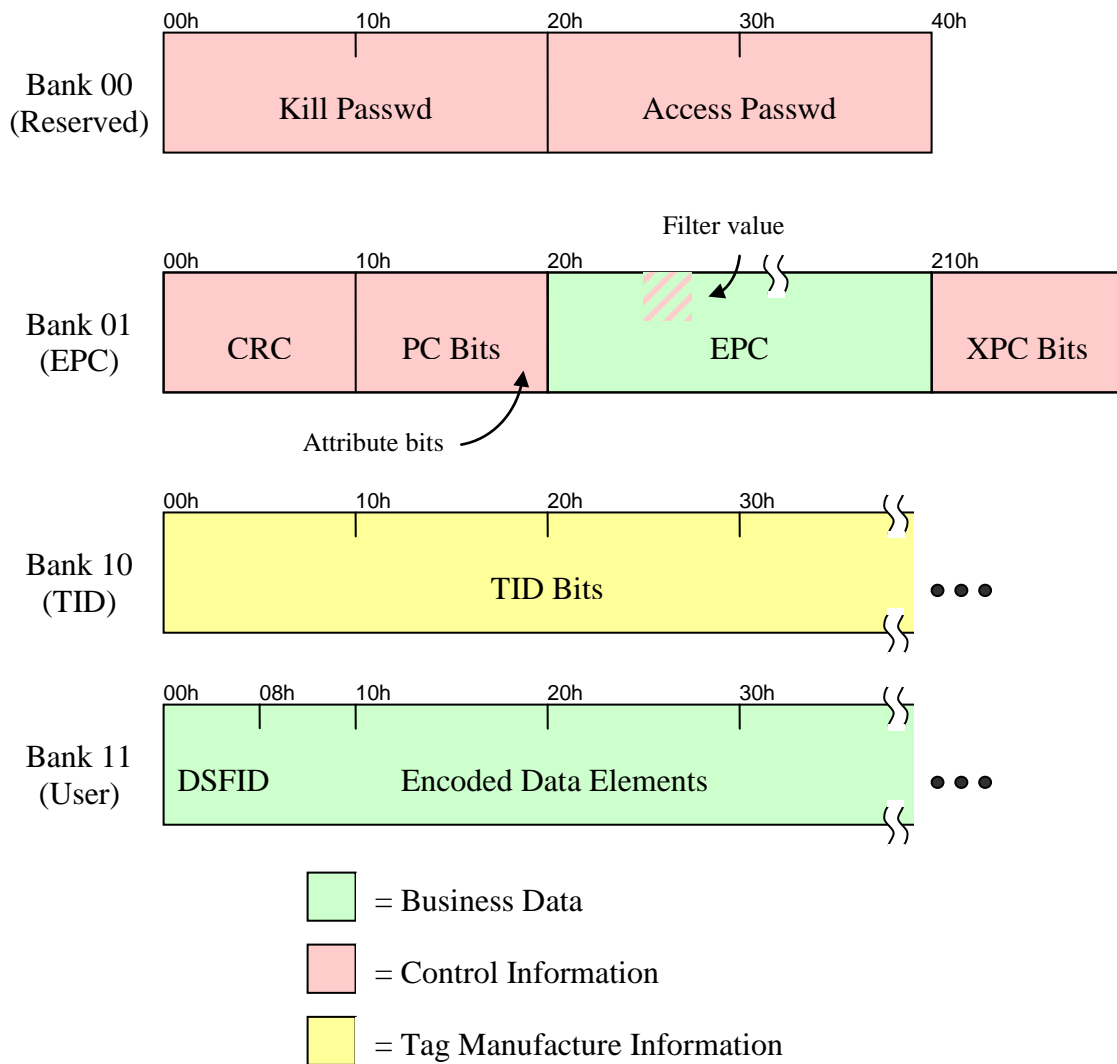 00h 10h 20h 30h 40h
Bank 00
(Reserved)
Kill Passwd Access Passwd
Filter value
00h 10h 20h 210h
Bank 01
(EPC)
CRC PC Bits EPC XPC Bits
Attribute bits
00h 10h 20h 30h
Bank 10
(TID)
TID Bits
00h 08h 10h 20h 30h
Bank 11
(User)
DSFID Encoded Data Elements
= Business Data
= Control Information
= Tag Manufacture Information